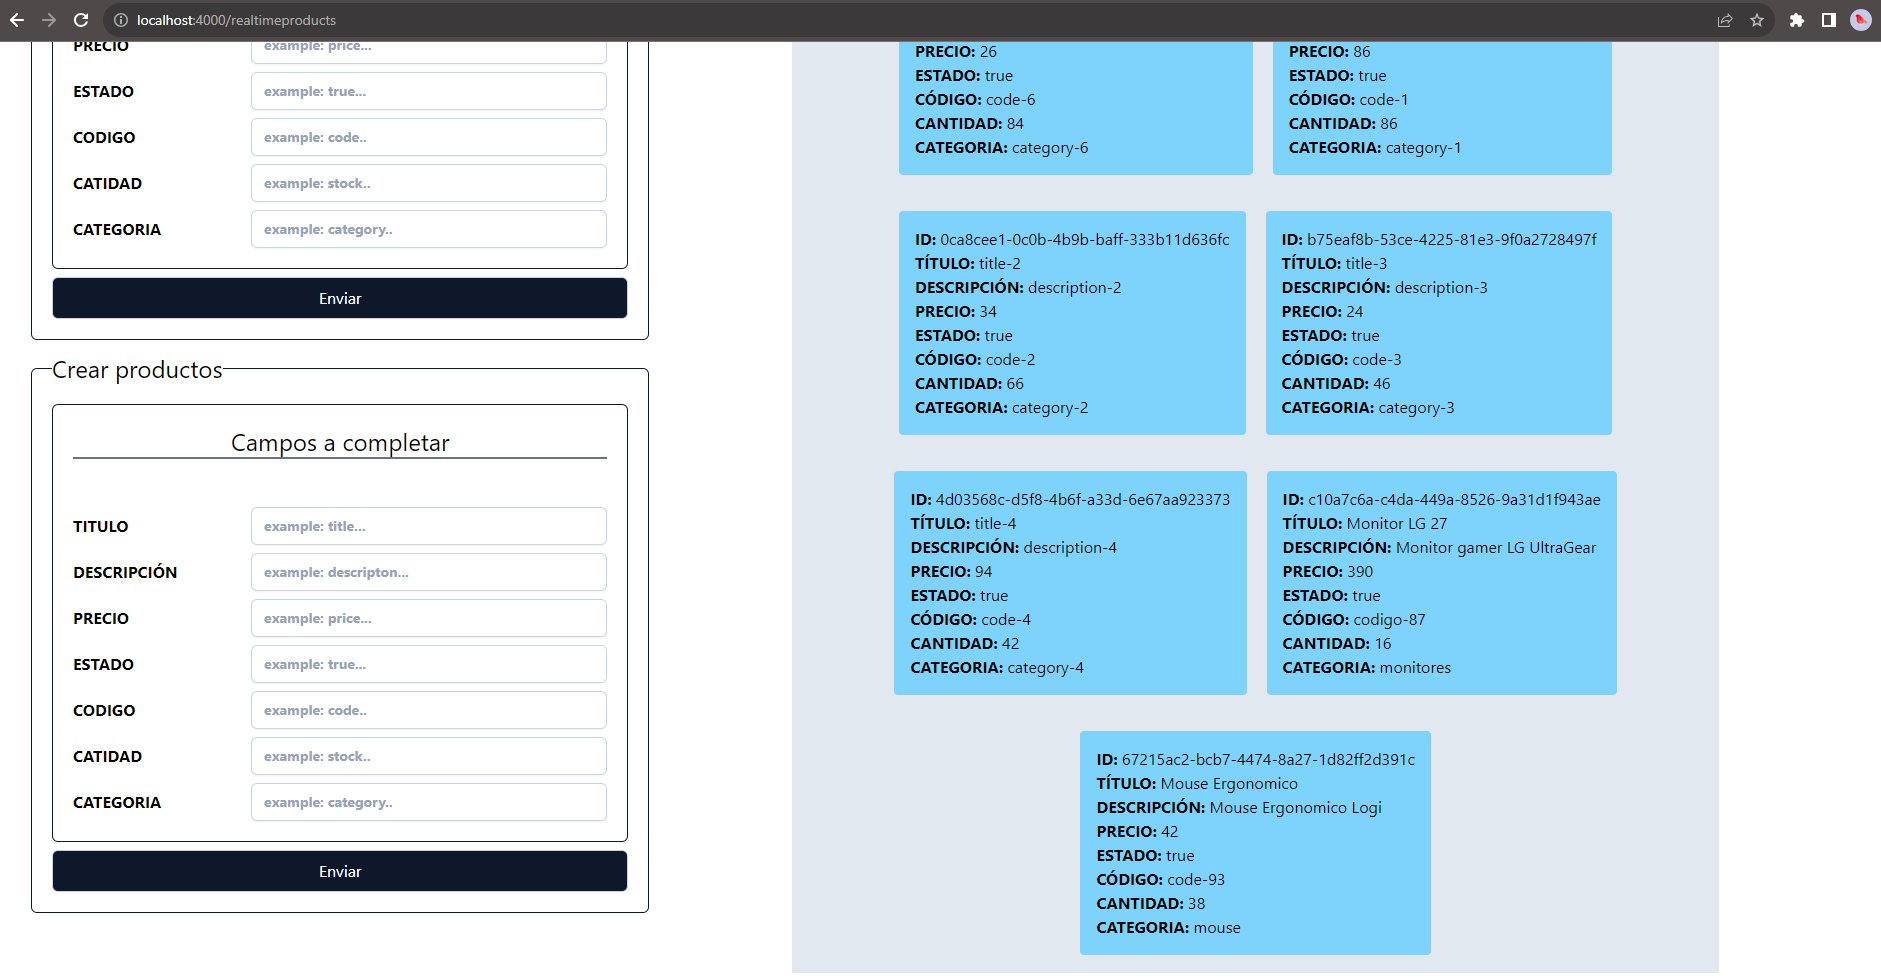 localhost:4000/realtimeproducts
PRECIO example: price...
ESTADO example: true...
CODIGO example: code..
CATIDAD example: stock..
CATEGORIA example: category..
Enviar
Crear productos
Campos a completar
TITULO example: title...
DESCRIPCIÓN example: descripton...
PRECIO example: price...
ESTADO example: true...
CODIGO example: code..
CATIDAD example: stock..
CATEGORIA example: category..
Enviar
PRECIO: 26
ESTADO: true
CÓDIGO: code-6
CANTIDAD: 84
CATEGORIA: category-6
PRECIO: 86
ESTADO: true
CÓDIGO: code-1
CANTIDAD: 86
CATEGORIA: category-1
ID: 0ca8cee1-0c0b-4b9b-baff-333b11d636fc
TÍTULO: title-2
DESCRIPCIÓN: description-2
PRECIO: 34
ESTADO: true
CÓDIGO: code-2
CANTIDAD: 66
CATEGORIA: category-2
ID: b75eaf8b-53ce-4225-81e3-9f0a2728497f
TÍTULO: title-3
DESCRIPCIÓN: description-3
PRECIO: 24
ESTADO: true
CÓDIGO: code-3
CANTIDAD: 46
CATEGORIA: category-3
ID: 4d03568c-d5f8-4b6f-a33d-6e67aa923373
TÍTULO: title-4
DESCRIPCIÓN: description-4
PRECIO: 94
ESTADO: true
CÓDIGO: code-4
CANTIDAD: 42
CATEGORIA: category-4
ID: c10a7c6a-c4da-449a-8526-9a31d1f943ae
TÍTULO: Monitor LG 27
DESCRIPCIÓN: Monitor gamer LG UltraGear
PRECIO: 390
ESTADO: true
CÓDIGO: codigo-87
CANTIDAD: 16
CATEGORIA: monitores
ID: 67215ac2-bcb7-4474-8a27-1d82ff2d391c
TÍTULO: Mouse Ergonomico
DESCRIPCIÓN: Mouse Ergonomico Logi
PRECIO: 42
ESTADO: true
CÓDIGO: code-93
CANTIDAD: 38
CATEGORIA: mouse